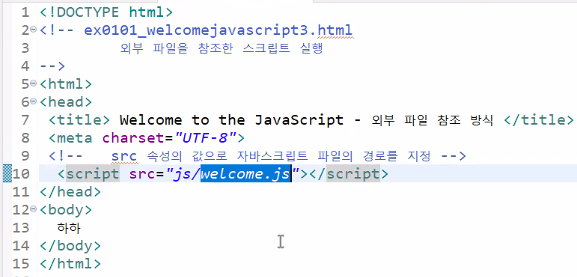 1 <!DOCTYPE html>
2 <!-- ex0101_welcomejavascript3.html
3 외부 파일을 참조한 스크립트 실행
4 -->
5 <html>
6 <head>
7 <title> Welcome to the JavaScript - 외부 파일 참조 방식 </title>
8 <meta charset="UTF-8">
9 <!-- src 속성의 값으로 자바스크립트 파일의 경로를 지정 -->
10 <script src="js/welcome.js"></script>
11 </head>
12 <body>
13 하하
14 </body>
15 </html>